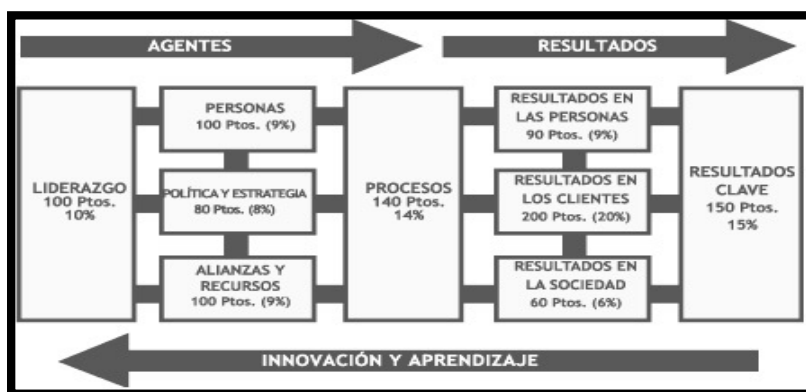 AGENTES
RESULTADOS
LIDERAZGO
100 Ptos.
10%
PERSONAS
100 Ptos. (9%)
POLÍTICA Y ESTRATEGIA
80 Ptos. (8%)
ALIANZAS Y
RECURSOS
100 Ptos. (9%)
PROCESOS
140 Ptos.
14%
RESULTADOS EN
LAS PERSONAS
90 Ptos. (9%)
RESULTADOS EN
LOS CLIENTES
200 Ptos. (20%)
RESULTADOS EN
LA SOCIEDAD
60 Ptos. (6%)
RESULTADOS
CLAVE
150 Ptos.
15%
INNOVACIÓN Y APRENDIZAJE